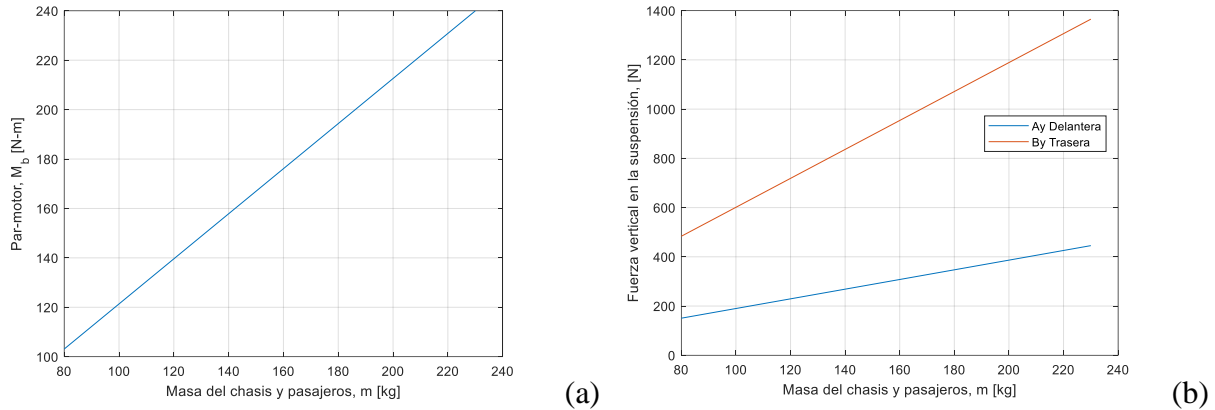 240
220
200
180
160
140
120
100
80 100 120 140 160 180 200 220 240
Par-motor, M_b [N-m]
Masa del chasis y pasajeros, m [kg]
(a)
1400
1200
1000
800
600
400
200
0
80 100 120 140 160 180 200 220 240
Fuerza vertical en la suspensión, [N]
Ay Delantera
By Trasera
Masa del chasis y pasajeros, m [kg]
(b)